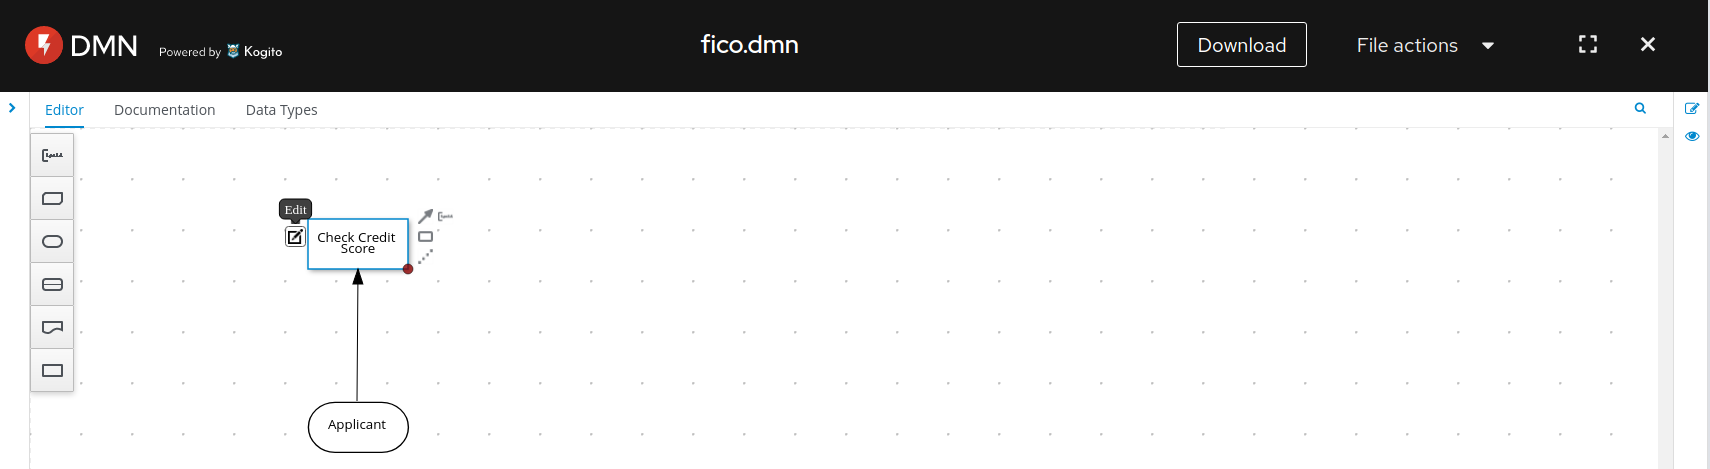 DMN Powered by Kogito fico.dmn Download File actions
Editor Documentation Data Types
Edit
Check Credit
Score
Applicant